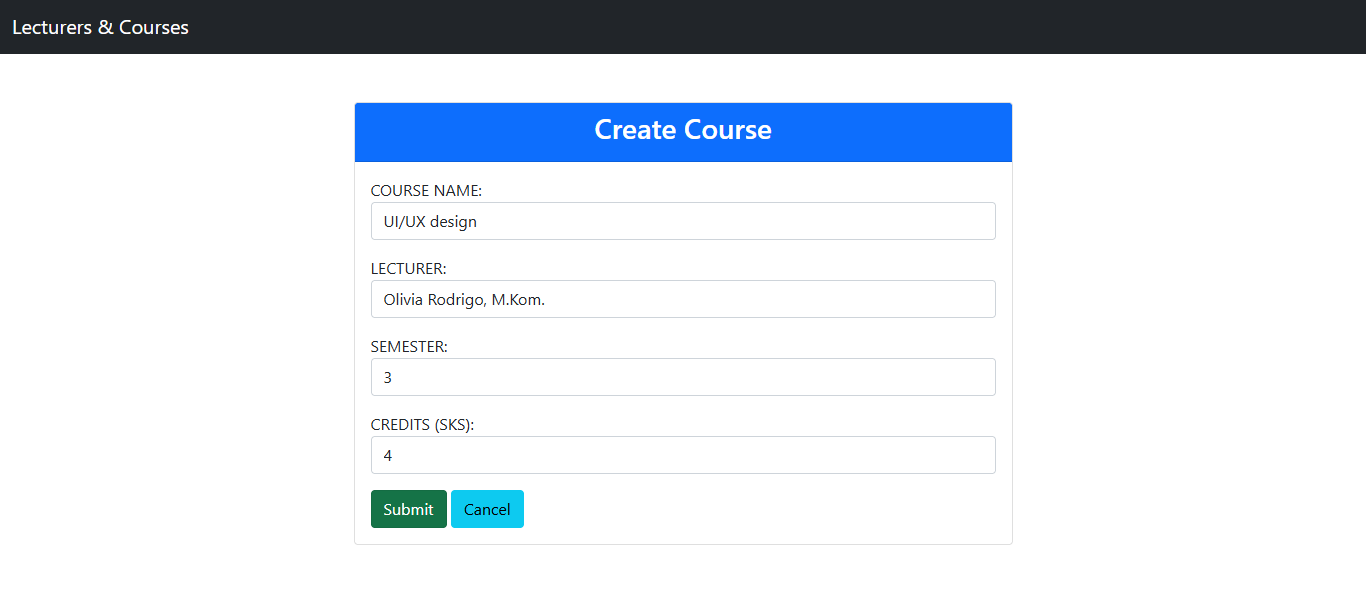 Lecturers & Courses
Create Course
COURSE NAME:
UI/UX design
LECTURER:
Olivia Rodrigo, M.Kom.
SEMESTER:
3
CREDITS (SKS):
4
Submit Cancel